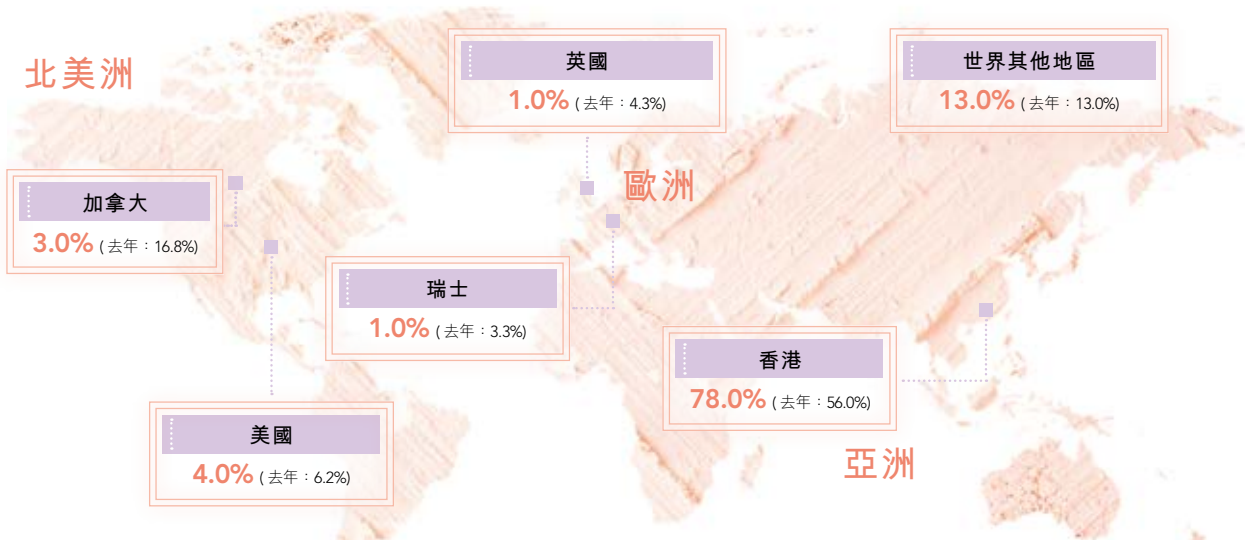 北美洲
英國
1.0% (去年：4.3%)
世界其他地區
13.0% (去年：13.0%)
加拿大
3.0% (去年：16.8%)
歐洲
瑞士
1.0% (去年：3.3%)
香港
78.0% (去年：56.0%)
美國
4.0% (去年：6.2%)
亞洲